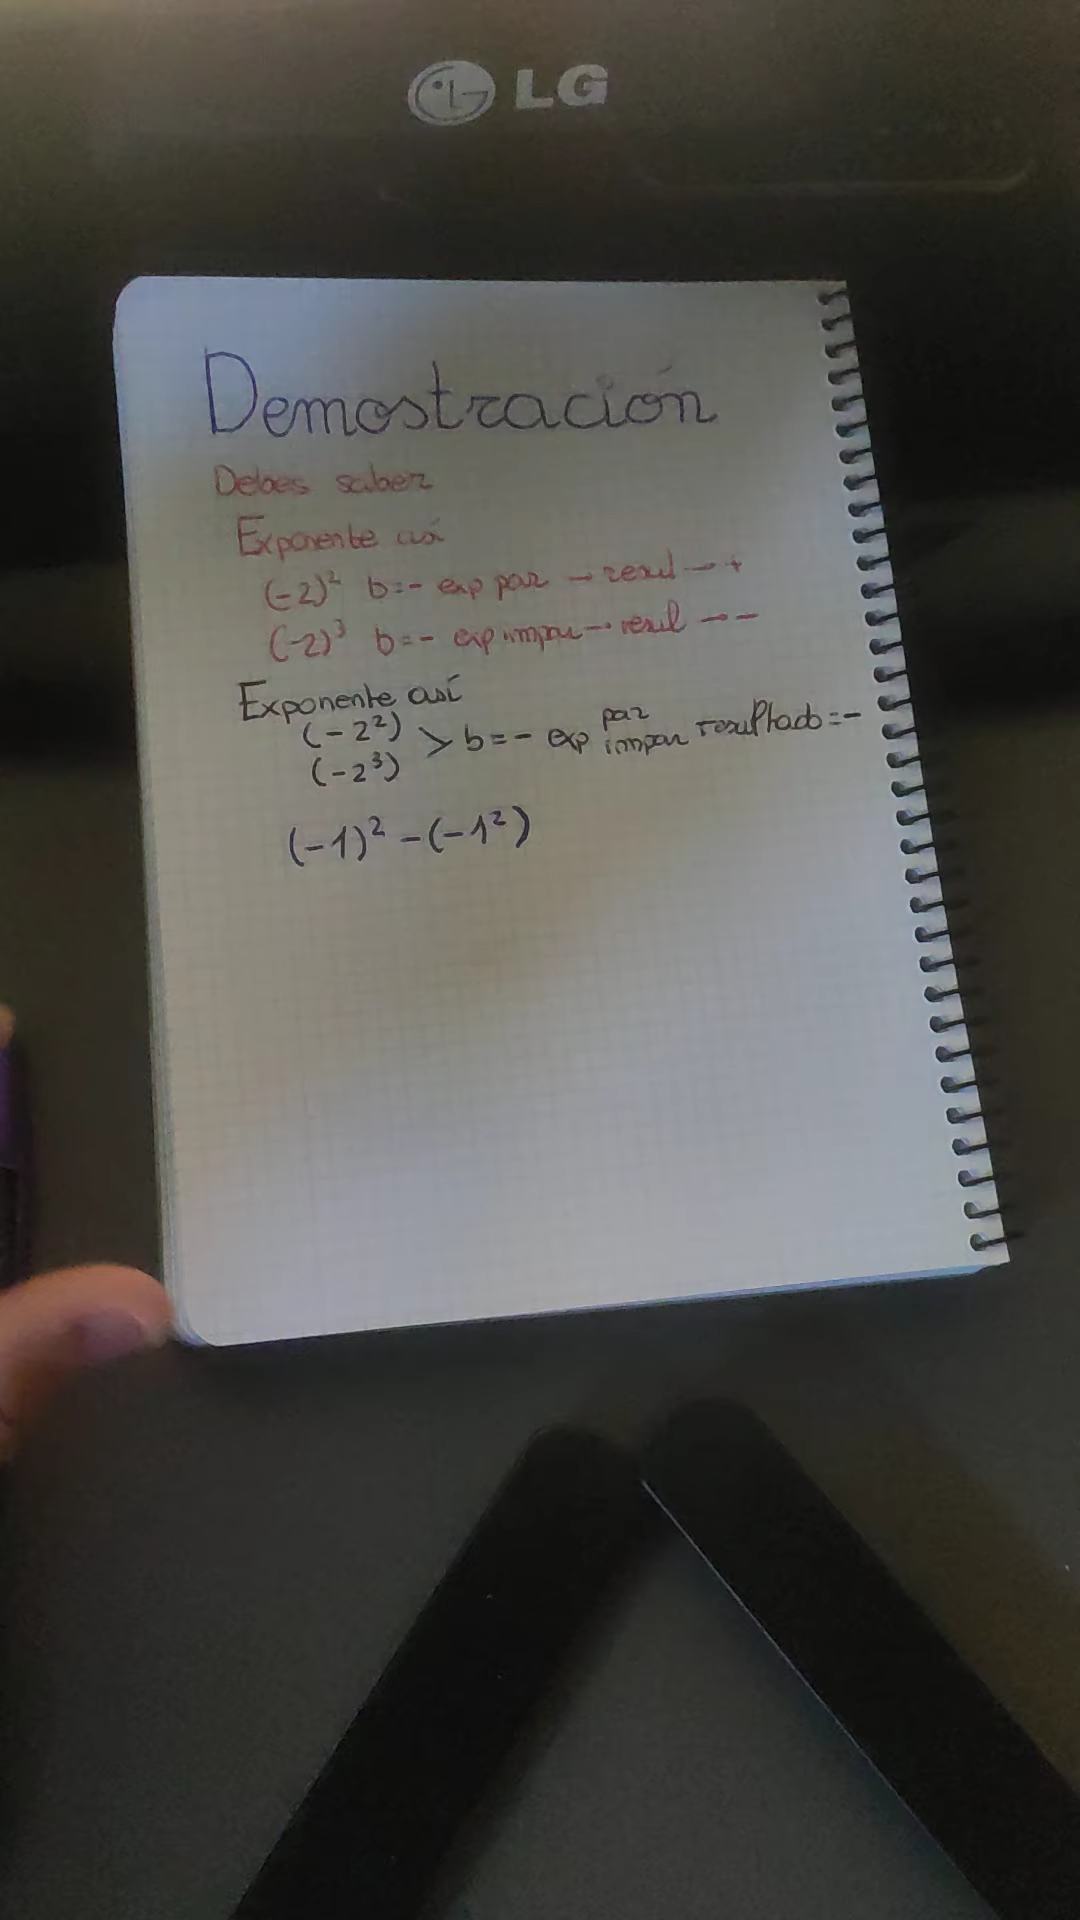 LG
Demostración
Debes saber
Exponente así
(-2)² b=- exp par → resul → +
(-2)³ b=- exp impar → resul → -
Exponente así
(-2²)
(-2³) > b=- exp par impar resultado=-
(-1)² -(-1²)